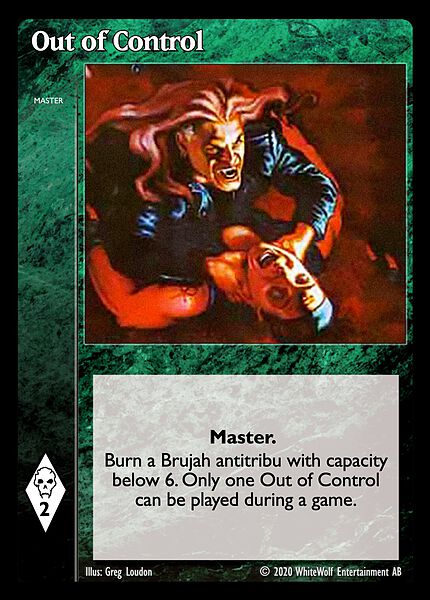 Out of Control
MASTER
Master.
Burn a Brujah antitribu with capacity
below 6. Only one Out of Control
can be played during a game.
2
Illus: Greg Loudon © 2020 WhiteWolf Entertainment AB